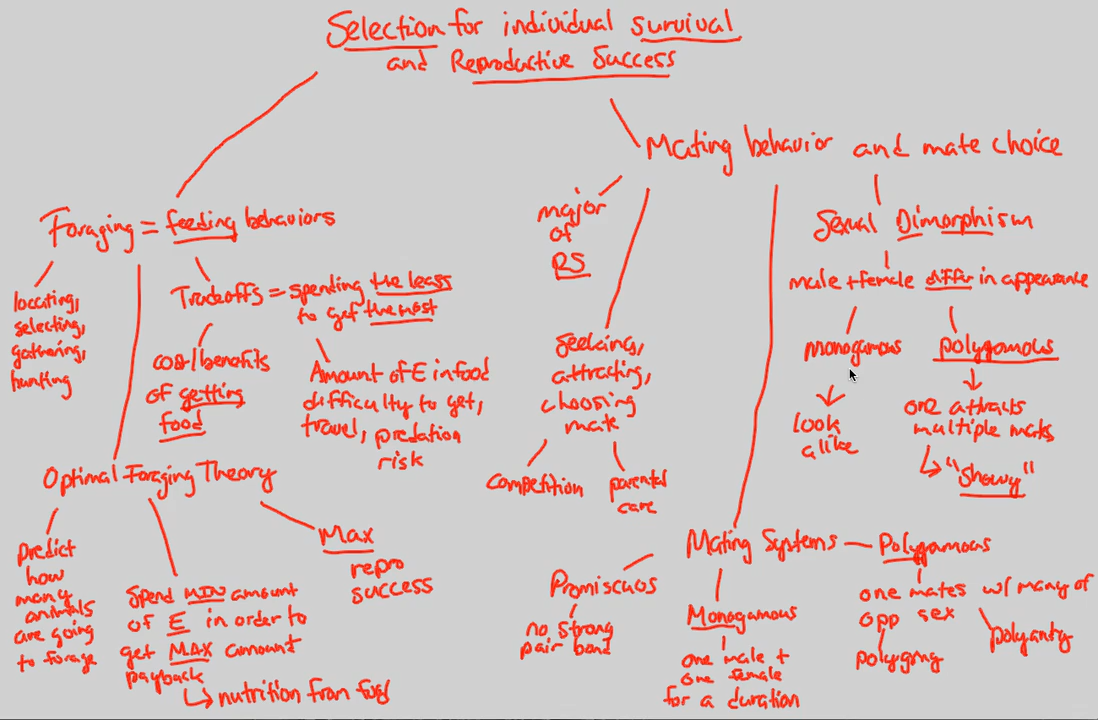 Selection for individual survival
and Reproductive Success
Foraging = feeding behaviors
locating,
selecting,
gathering,
hunting
Tradeoffs = spending the least
to get the most
cost/benefits
of getting
food
Amount of E in food
difficulty to get,
travel, predation
risk
Optimal Foraging Theory
predict
how
many
animals
are going
to forage
Spend MIN amount
of E in order to
get MAX amount
payback
↳ nutrition from food
Max
repro
success
Mating behavior and mate choice
major
of
RS
Seeking,
attracting,
choosing
mate
Competition
parental
care
Sexual Dimorphism
male + female differ in appearance
monogamous
look
alike
polygamous
one attracts
multiple mates
↳ "Showy"
Mating Systems — Polygamous
Promiscuos
no strong
pair bond
Monogamous
one male +
one female
for a duration
one mates w/ many of
opp sex
polygny
polyanty